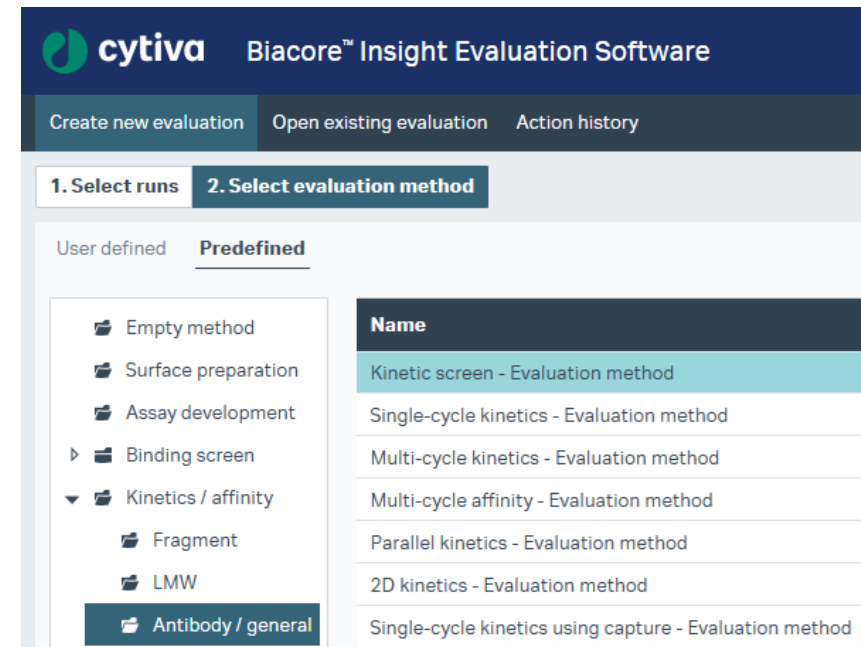 cytiva Biacore™ Insight Evaluation Software
Create new evaluation Open existing evaluation Action history
1. Select runs 2. Select evaluation method
User defined Predefined
Empty method
Surface preparation
Assay development
Binding screen
Kinetics / affinity
Fragment
LMW
Antibody / general
Name
Kinetic screen - Evaluation method
Single-cycle kinetics - Evaluation method
Multi-cycle kinetics - Evaluation method
Multi-cycle affinity - Evaluation method
Parallel kinetics - Evaluation method
2D kinetics - Evaluation method
Single-cycle kinetics using capture - Evaluation method